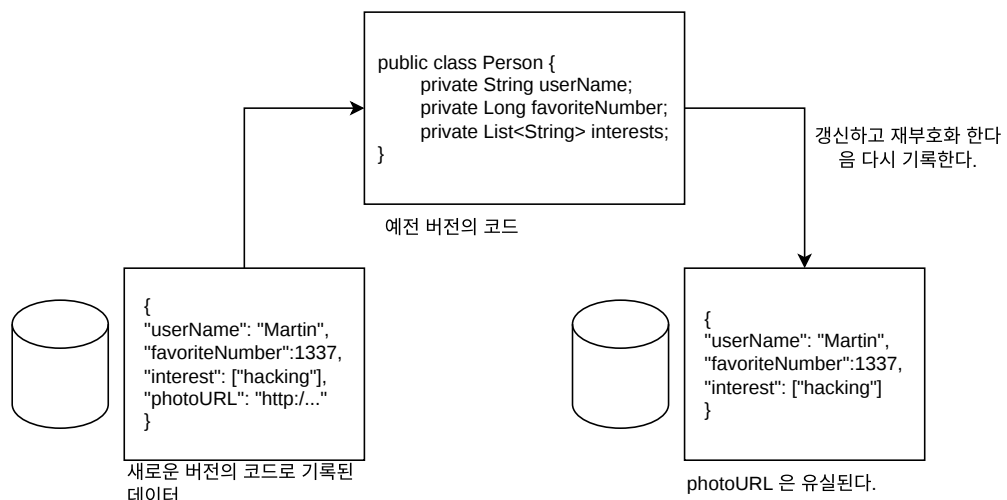 public class Person {
private String userName;
private Long favoriteNumber;
private List<String> interests;
}
예전 버전의 코드
갱신하고 재부호화 한다
음 다시 기록한다.
{
"userName": "Martin",
"favoriteNumber":1337,
"interest": ["hacking"],
"photoURL": "http:/..."
}
새로운 버전의 코드로 기록된
데이터
{
"userName": "Martin",
"favoriteNumber":1337,
"interest": ["hacking"]
}
photoURL 은 유실된다.